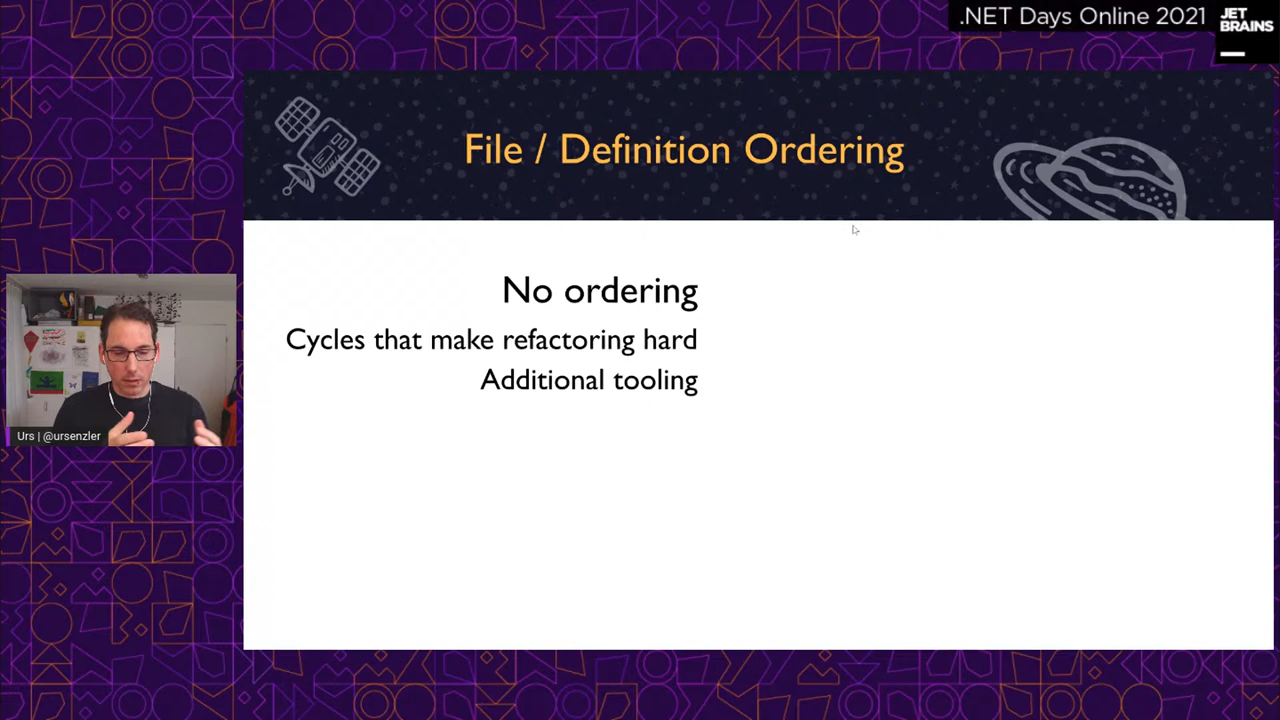 .NET Days Online 2021
JET
BRAINS
File / Definition Ordering
No ordering
Cycles that make refactoring hard
Additional tooling
Urs | @ursenzler